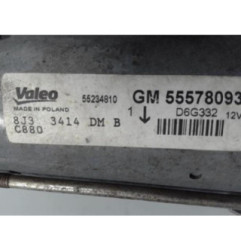 Valeo 55234810 GM 55578093
MADE IN POLAND 1 D6G332 12V
8J3 3414 DM B
C880